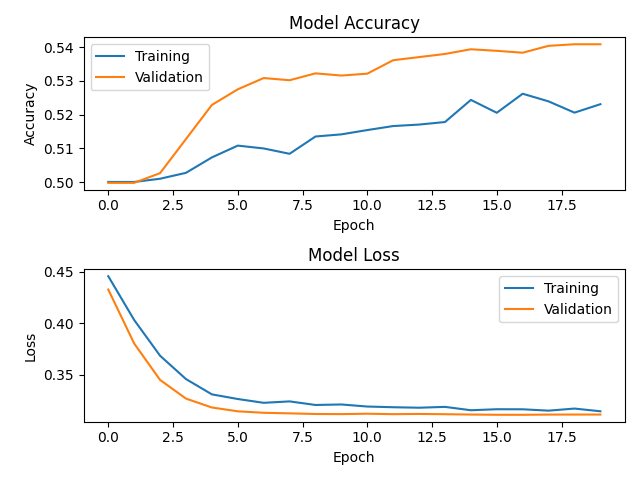 Model Accuracy
0.54
0.53
0.52
0.51
0.50
Accuracy
Training
Validation
0.0 2.5 5.0 7.5 10.0 12.5 15.0 17.5
Epoch
Model Loss
0.45
0.40
0.35
Loss
Training
Validation
0.0 2.5 5.0 7.5 10.0 12.5 15.0 17.5
Epoch